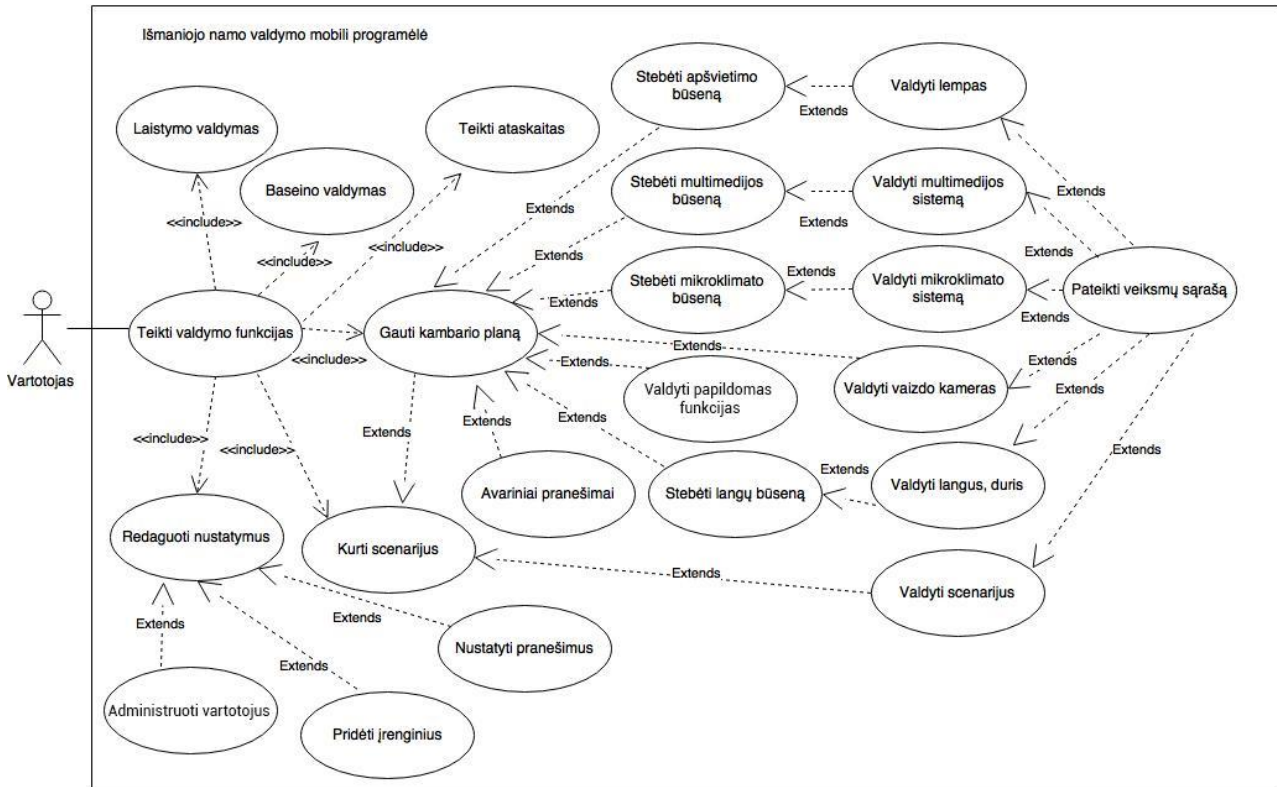 Išmaniojo namo valdymo mobili programėlė
Stebėti apšvietimo
būseną
Valdyti lempas
Extends
Laistymo valdymas
Teikti ataskaitas
Baseino valdymas
Stebėti multimedijos
būseną
Valdyti multimedijos
sistemą
Extends
Extends
Extends
<<include>>
<<include>>
<<include>>
Extends
Extends
Stebėti mikroklimato
būseną
Extends
Valdyti mikroklimato
sistemą
Pateikti veiksmų sąrašą
Extends
Extends
Vartotojas
Teikti valdymo funkcijas
<<include>>
Gauti kambario planą
Extends
Extends
Extends
Valdyti papildomas
funkcijas
Valdyti vaizdo kameras
Extends
<<include>>
<<include>>
Extends
Extends
Extends
Extends
Extends
Extends
Avariniai pranešimai
Stebėti langų būseną
Valdyti langus, duris
Redaguoti nustatymus
Kurti scenarijus
Extends
Valdyti scenarijus
Extends
Extends
Nustatyti pranešimus
Extends
Administruoti vartotojus
Pridėti įrenginius